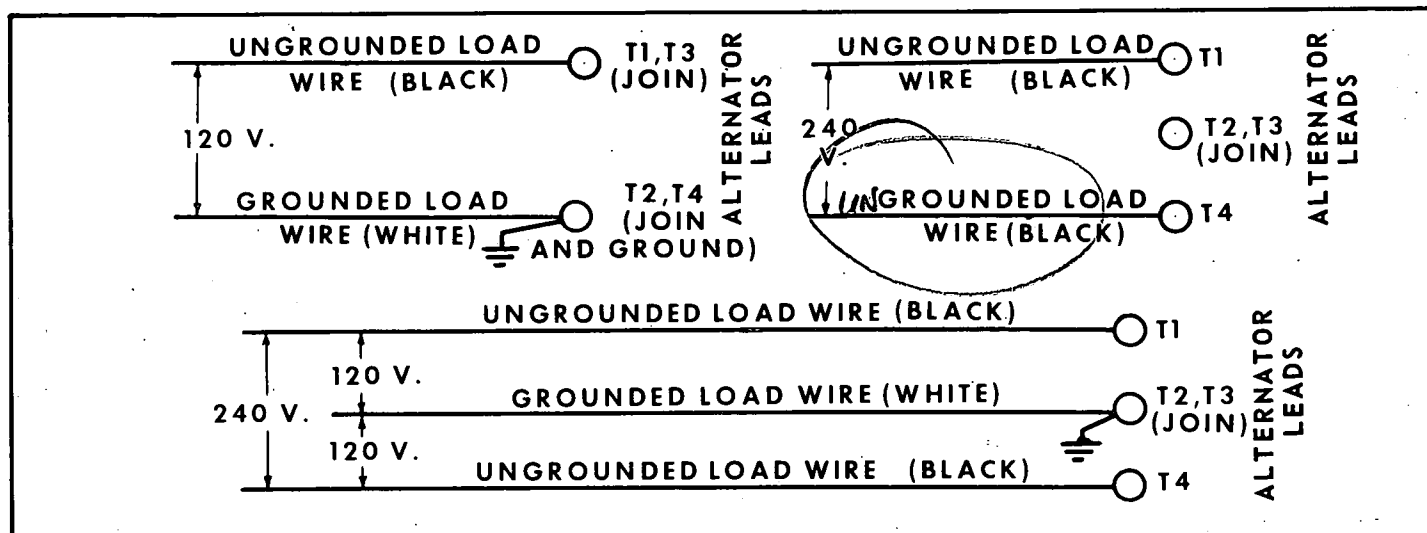 UNGROUNDED LOAD
WIRE (BLACK)
T1,T3
(JOIN)
120 V.
GROUNDED LOAD
WIRE (WHITE)
T2,T4
(JOIN
AND GROUND)
ALTERNATOR
LEADS
UNGROUNDED LOAD
WIRE (BLACK)
T1
240
V.
T2,T3
(JOIN)
UNGROUNDED LOAD
WIRE (BLACK)
T4
ALTERNATOR
LEADS
UNGROUNDED LOAD WIRE (BLACK)
T1
120 V.
240 V.
GROUNDED LOAD WIRE (WHITE)
T2,T3
(JOIN)
120 V.
UNGROUNDED LOAD WIRE (BLACK)
T4
ALTERNATOR
LEADS